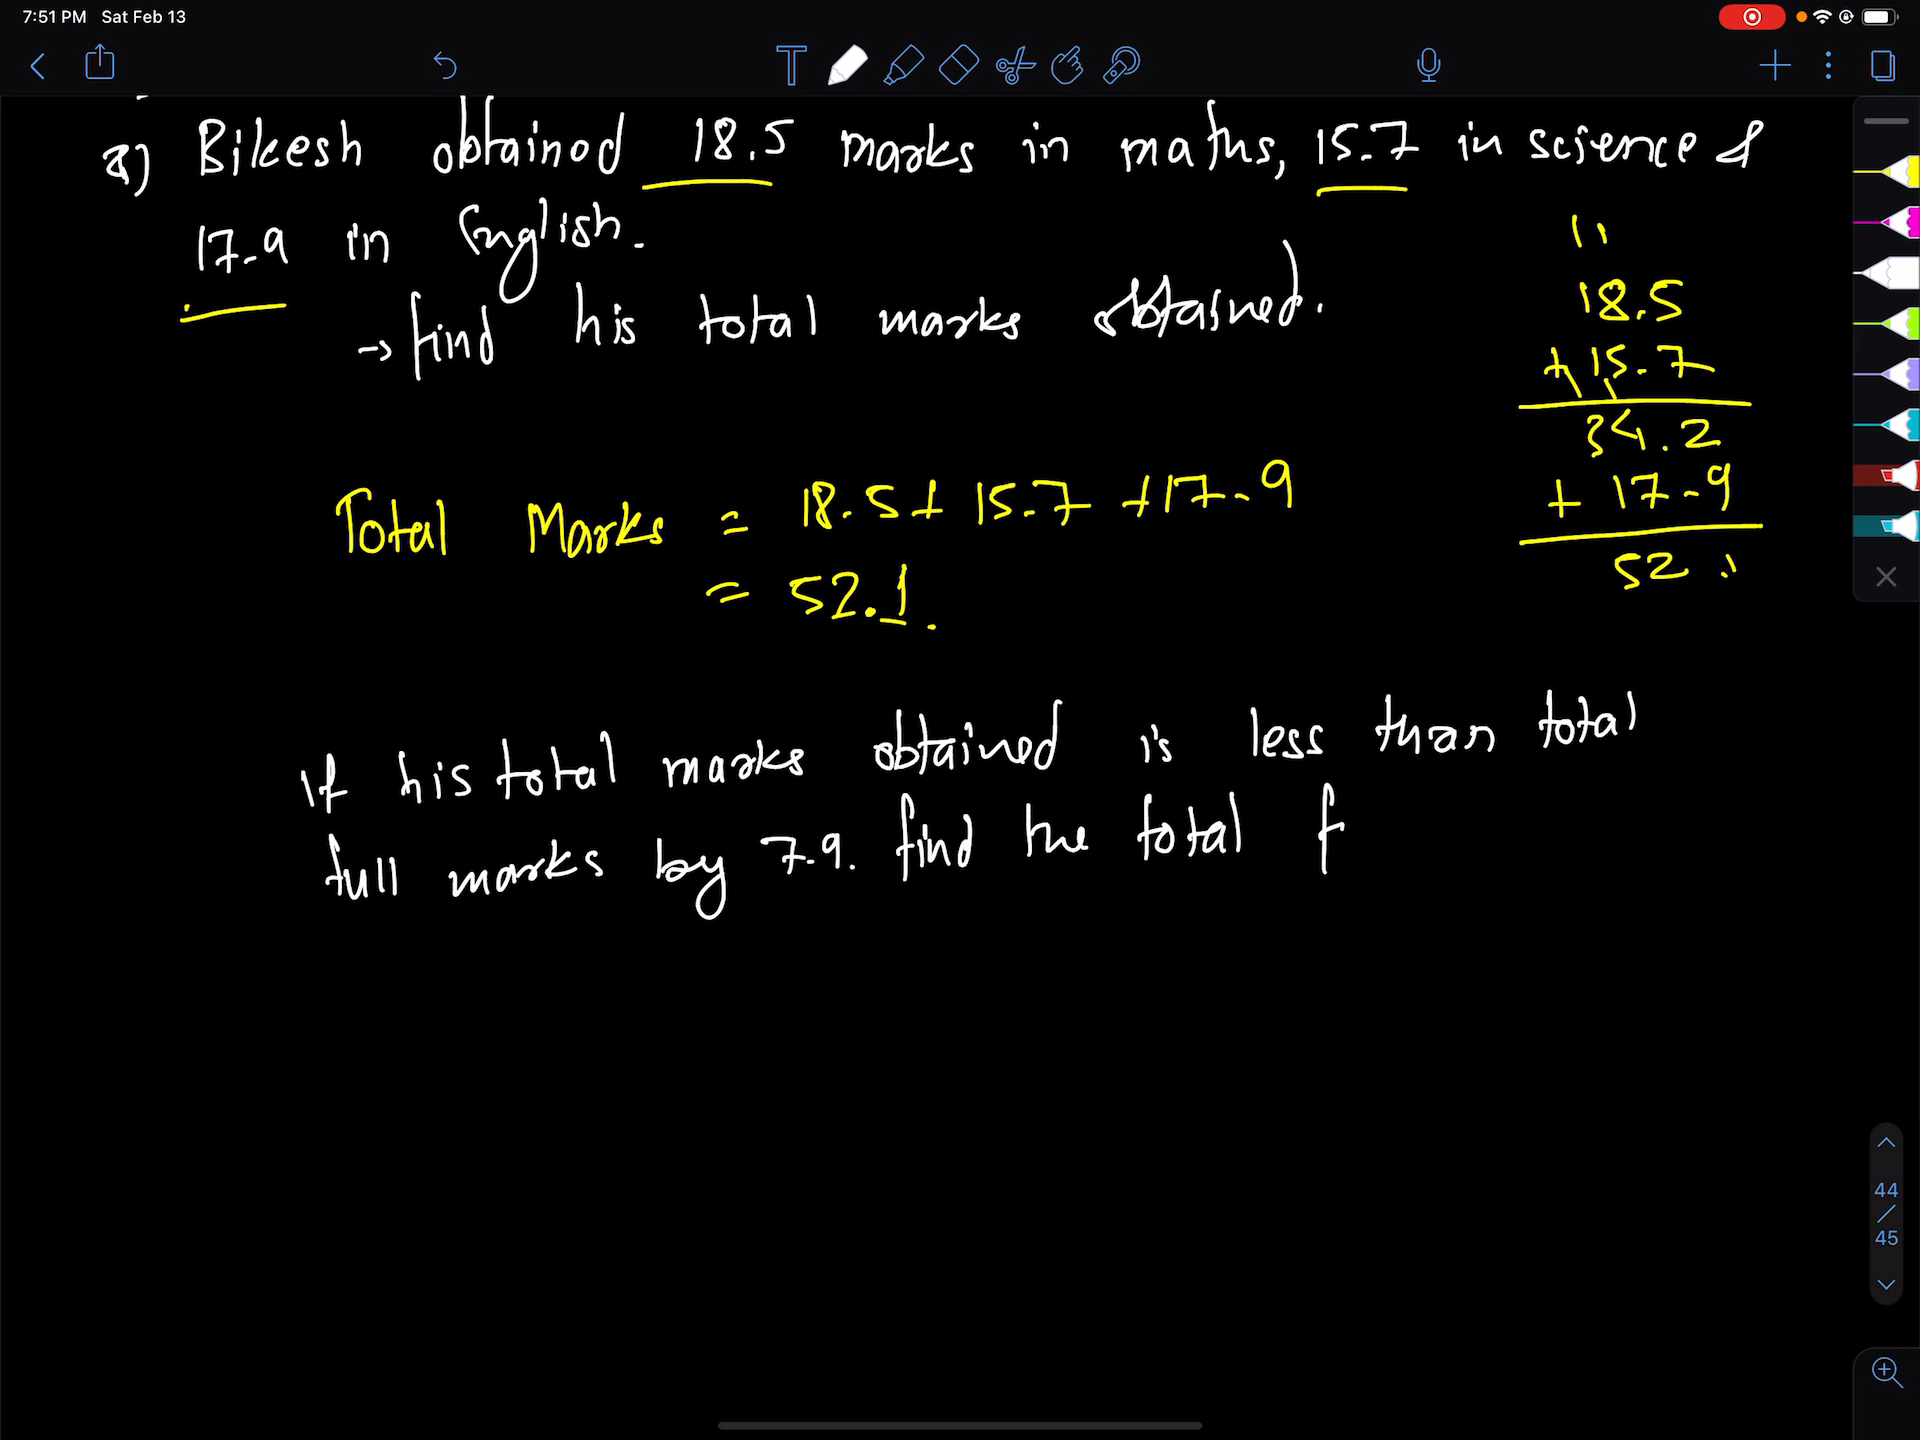 7:51 PM Sat Feb 13
a) Bikesh obtained 18.5 marks in maths, 15.7 in science &
17.9 in English.
→ find his total marks obtained.
11
18.5
+ 15.7
34.2
+ 17.9
52.1
Total Marks = 18.5 + 15.7 + 17.9
= 52.1.
If his total marks obtained is less than total
full marks by 7.9. find the total f
44
/
45